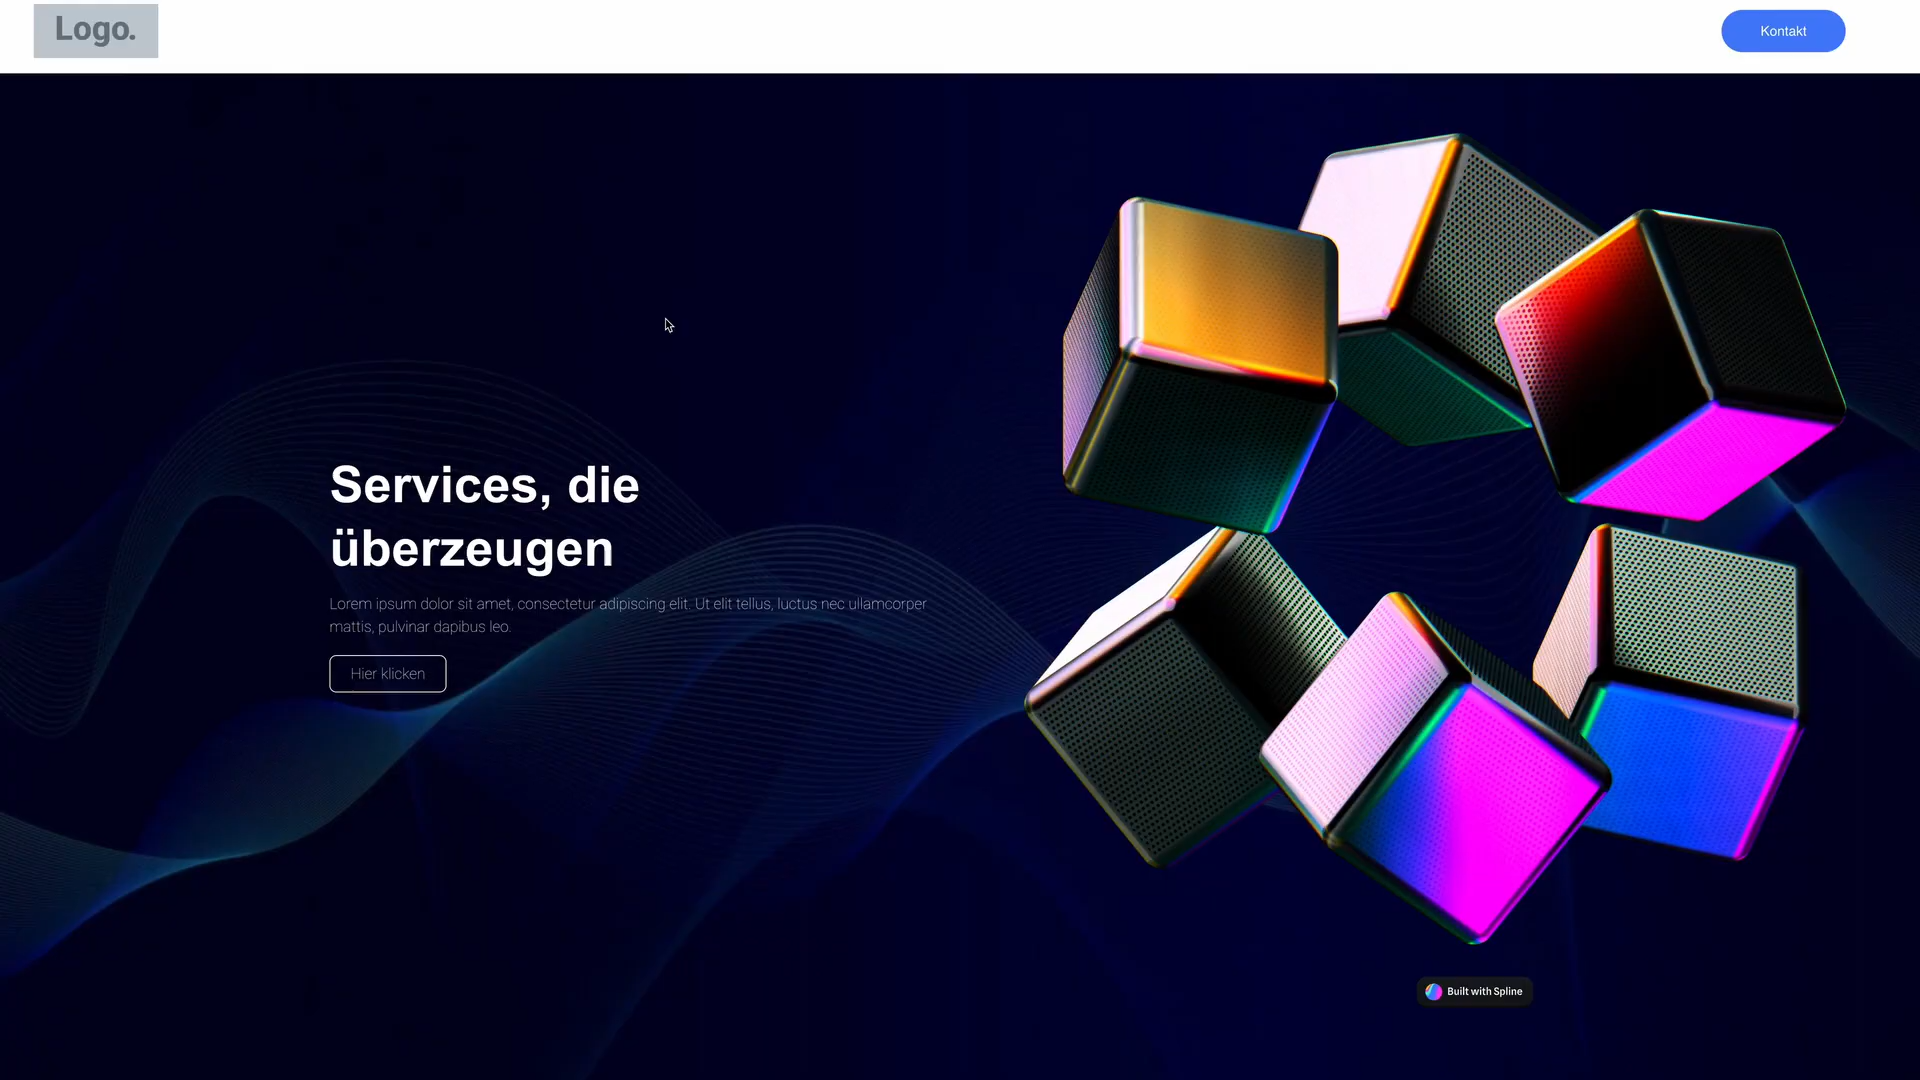 Logo.
Kontakt
Services, die
überzeugen
Lorem ipsum dolor sit amet, consectetur adipiscing elit. Ut elit tellus, luctus nec ullamcorper
mattis, pulvinar dapibus leo.
Hier klicken
Built with Spline